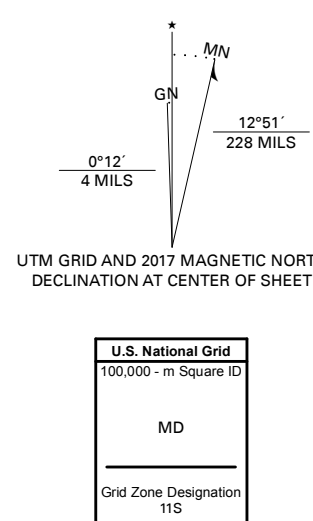 ★
MN
GN
12°51´
228 MILS
0°12´
4 MILS
UTM GRID AND 2017 MAGNETIC NORT
DECLINATION AT CENTER OF SHEET
U.S. National Grid
100,000 - m Square ID
MD
Grid Zone Designation
11S